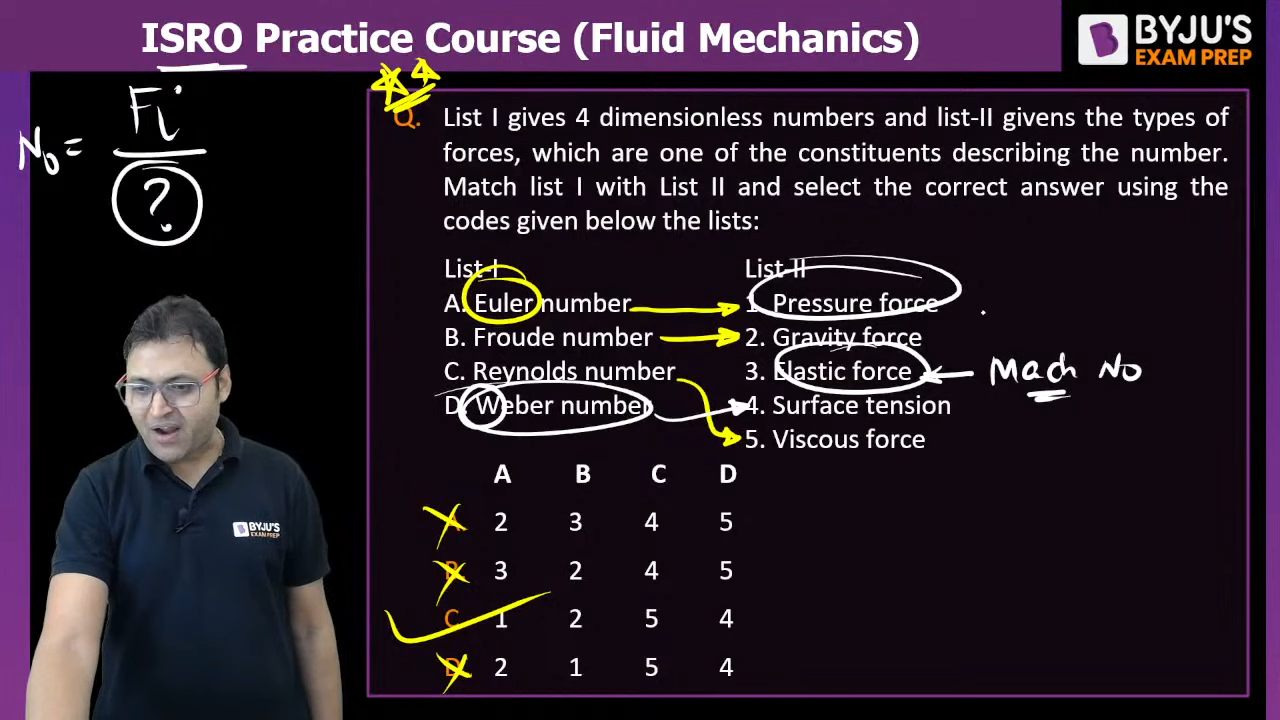 ISRO Practice Course (Fluid Mechanics)
BYJU'S
EXAM PREP
No = Fi / ?
Q. List I gives 4 dimensionless numbers and list-II givens the types of
forces, which are one of the constituents describing the number.
Match list I with List II and select the correct answer using the
codes given below the lists:
List-I List-II
A. Euler number 1. Pressure force
B. Froude number 2. Gravity force
C. Reynolds number 3. Elastic force Mach No
D. Weber number 4. Surface tension
5. Viscous force
A B C D
A 2 3 4 5
B 3 2 4 5
C 1 2 5 4
D 2 1 5 4
BYJU'S
EXAM PREP